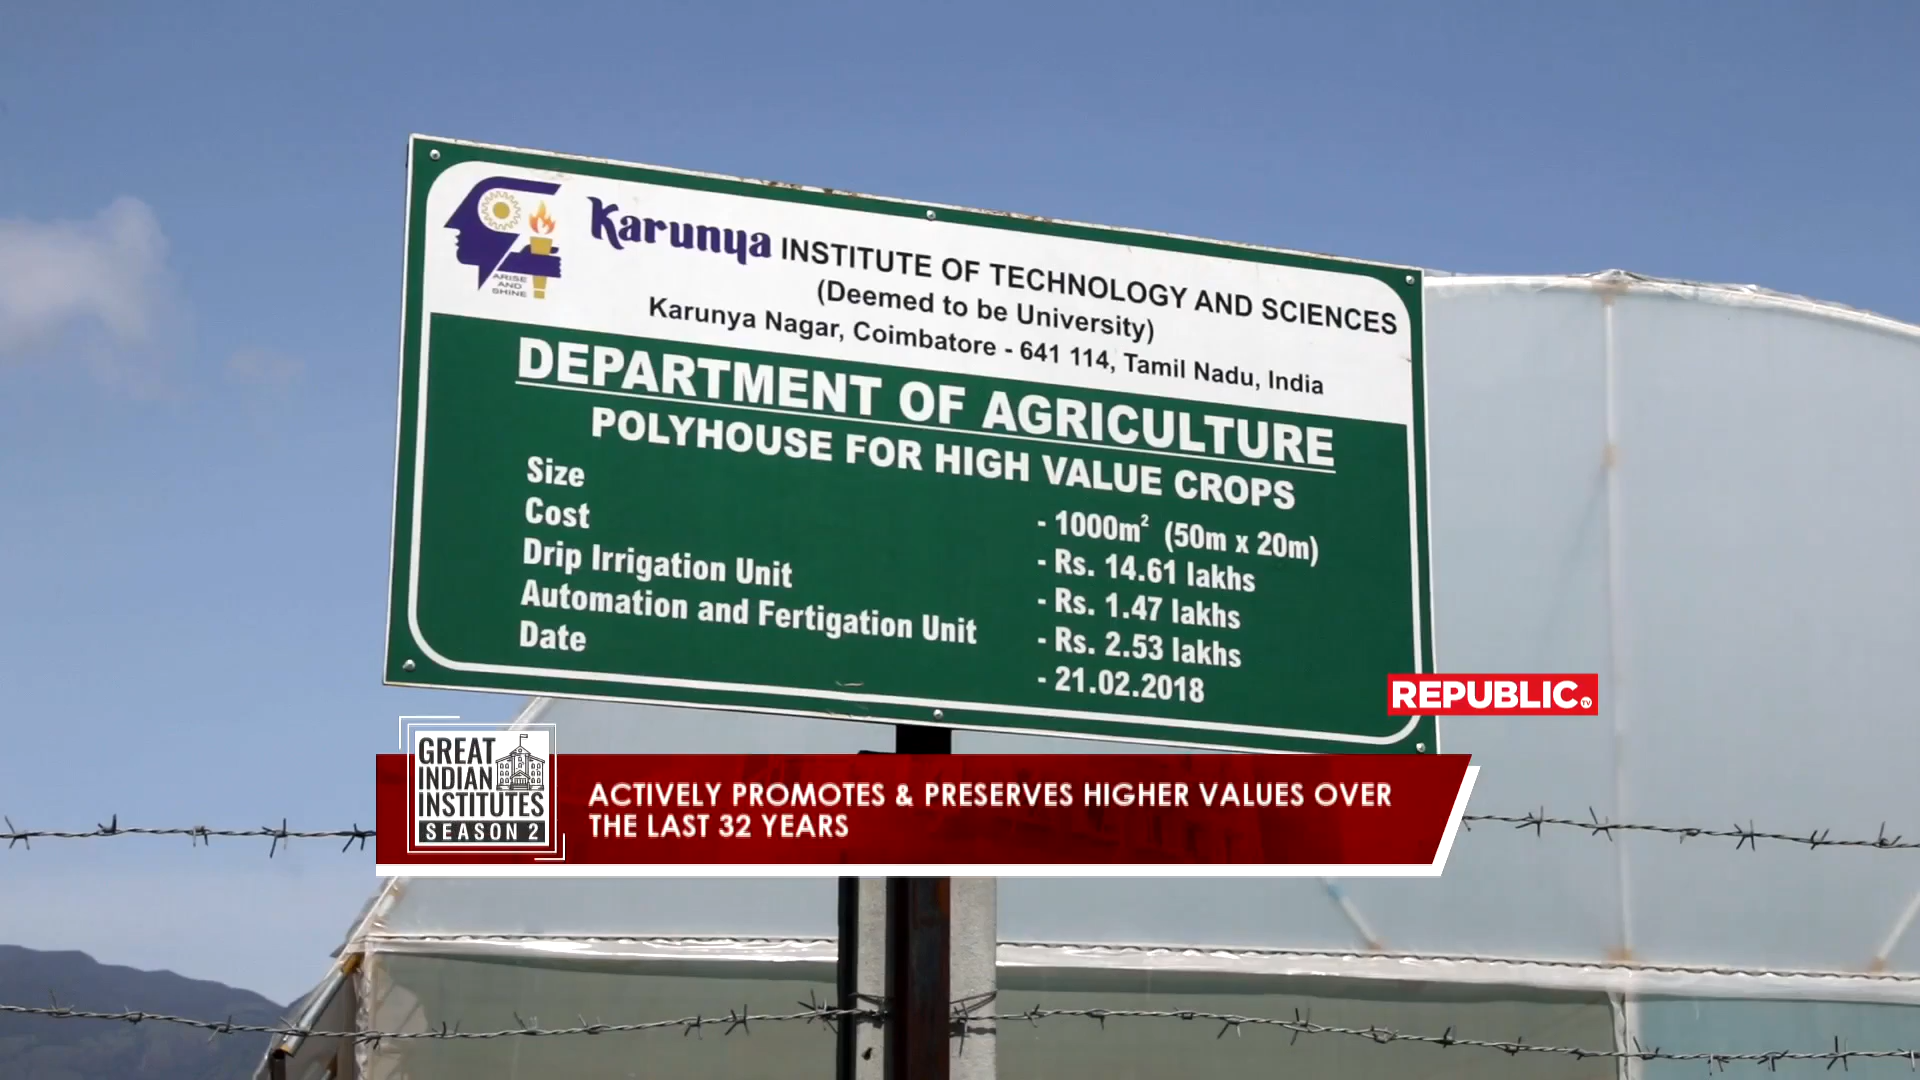 ARISE
AND
SHINE
Karunya INSTITUTE OF TECHNOLOGY AND SCIENCES
(Deemed to be University)
Karunya Nagar, Coimbatore - 641 114, Tamil Nadu, India
DEPARTMENT OF AGRICULTURE
POLYHOUSE FOR HIGH VALUE CROPS
Size - 1000m² (50m x 20m)
Cost - Rs. 14.61 lakhs
Drip Irrigation Unit - Rs. 1.47 lakhs
Automation and Fertigation Unit - Rs. 2.53 lakhs
Date - 21.02.2018
REPUBLIC TV
GREAT
INDIAN
INSTITUTES
SEASON 2
ACTIVELY PROMOTES & PRESERVES HIGHER VALUES OVER
THE LAST 32 YEARS